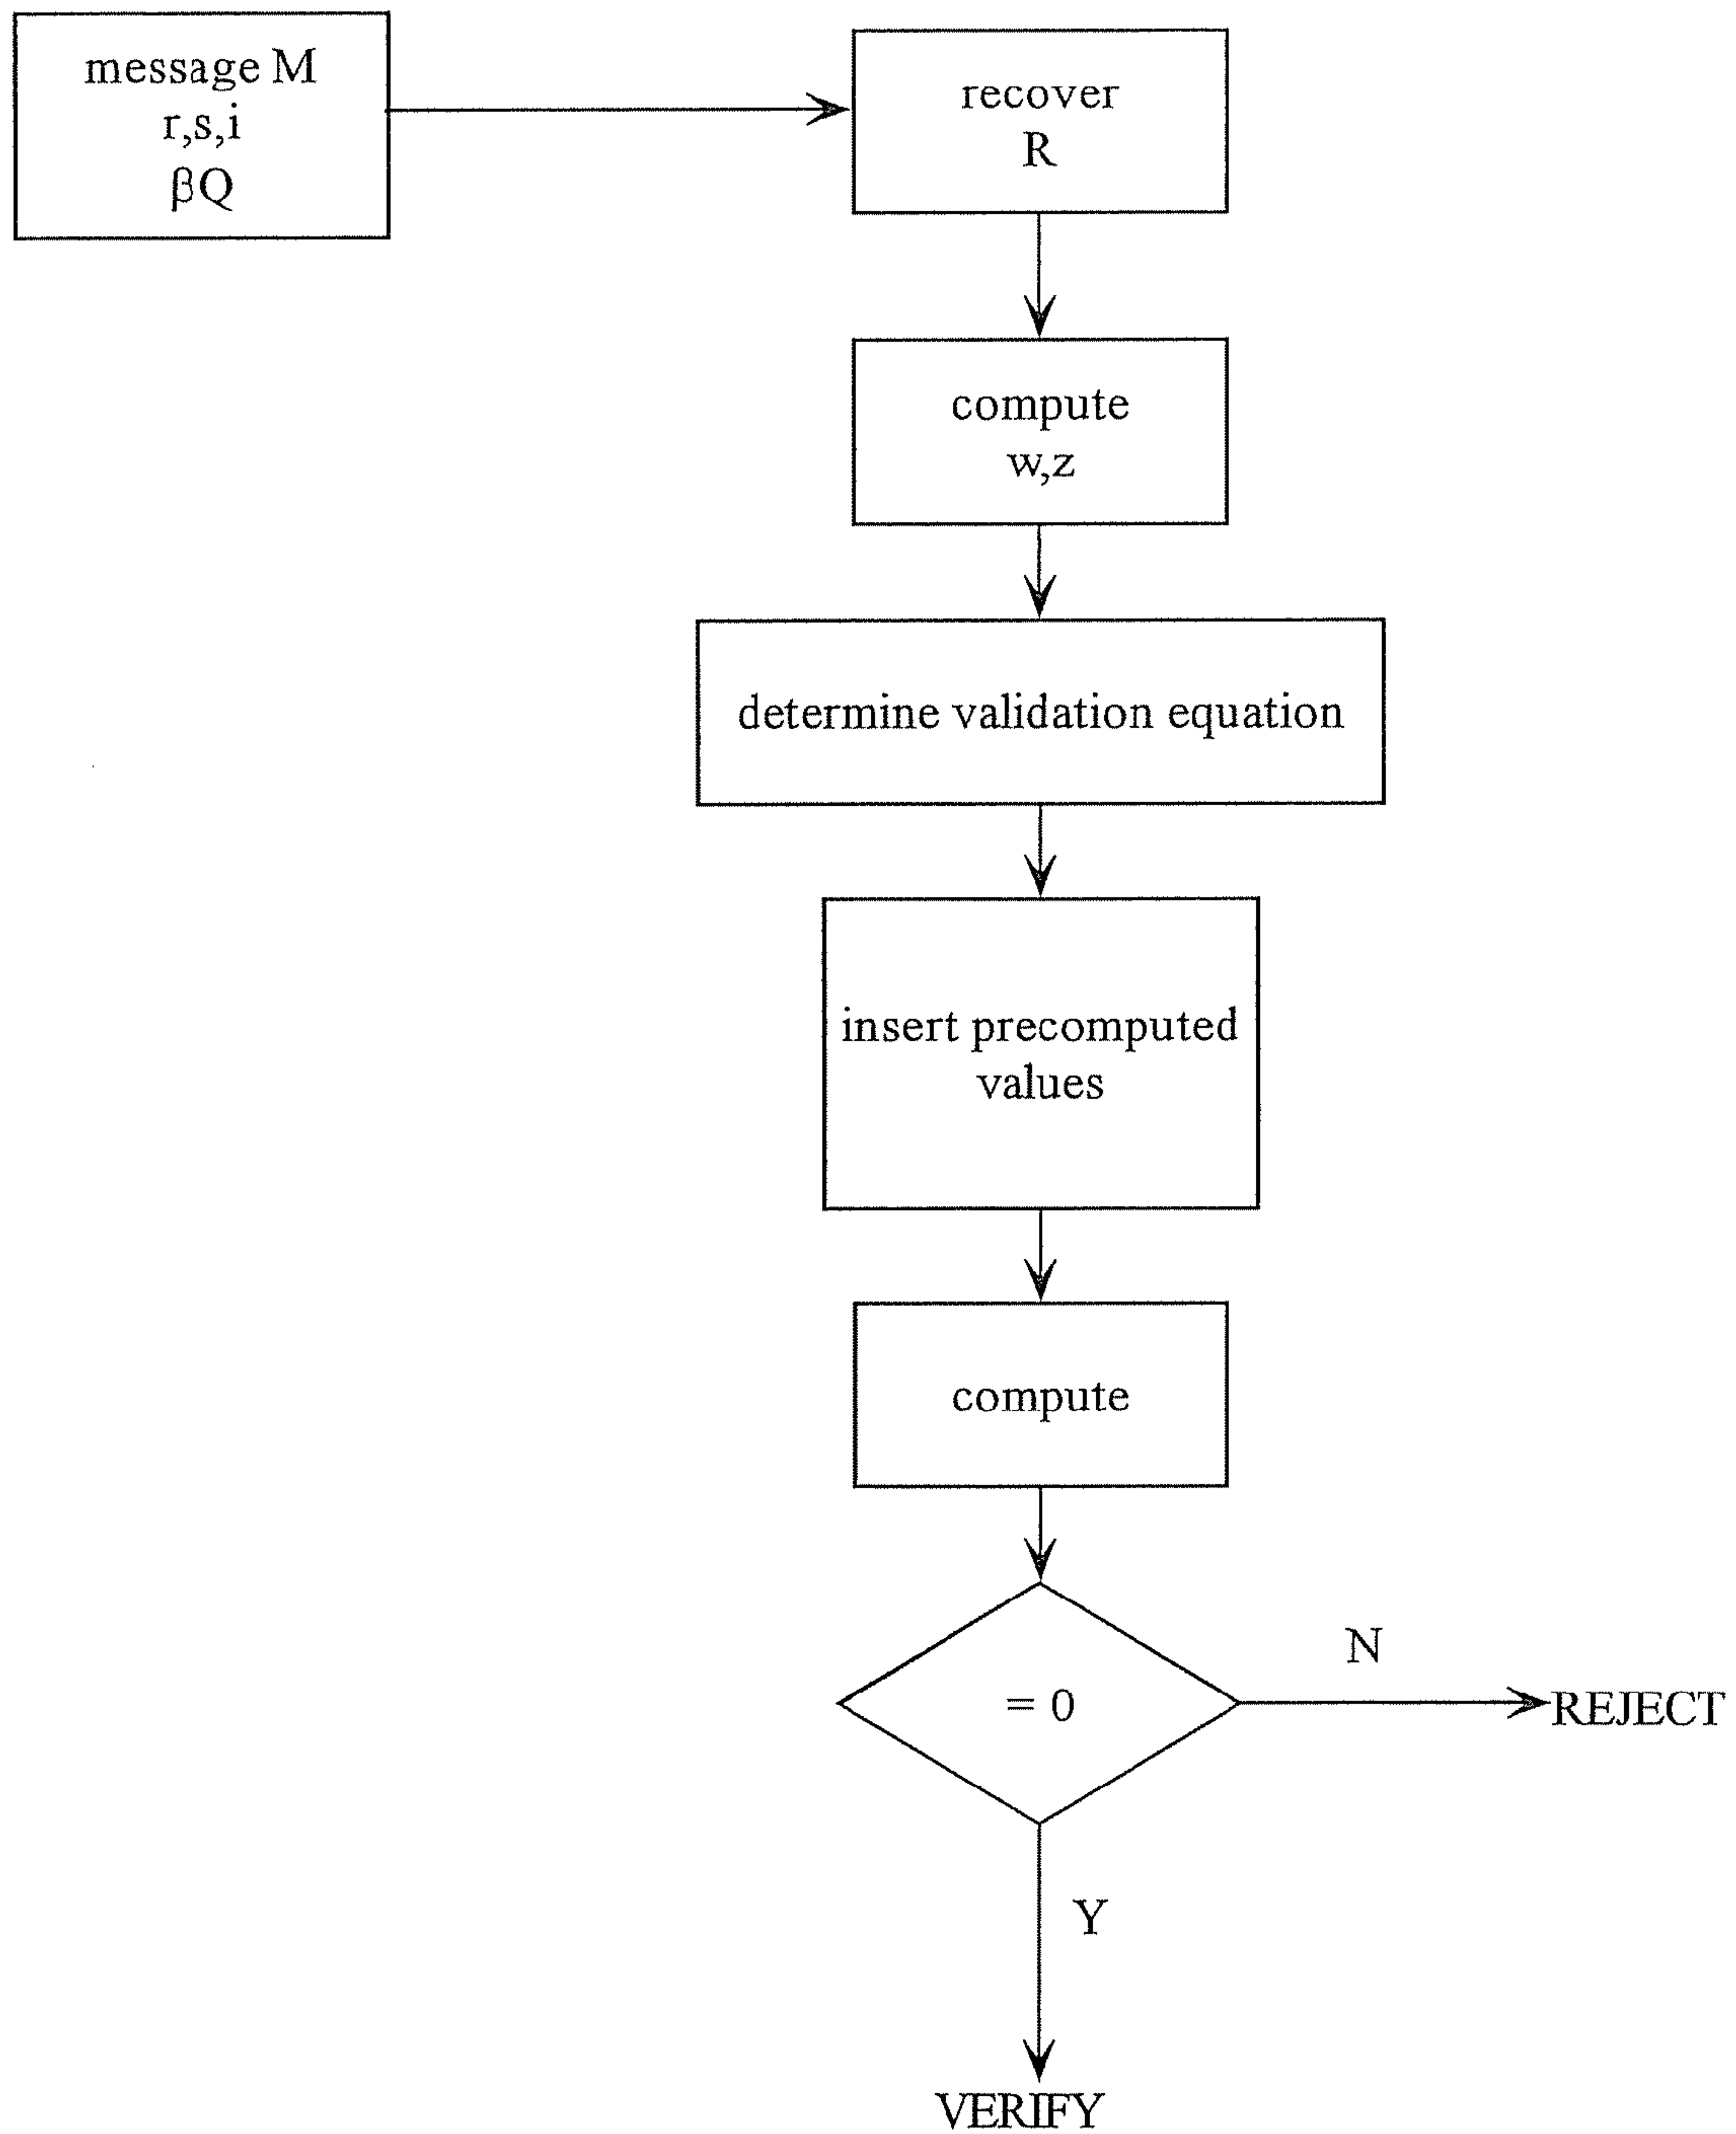 message M
r,s,i
βQ
recover
R
compute
w,z
determine validation equation
insert precomputed
values
compute
= 0
N
REJECT
Y
VERIFY